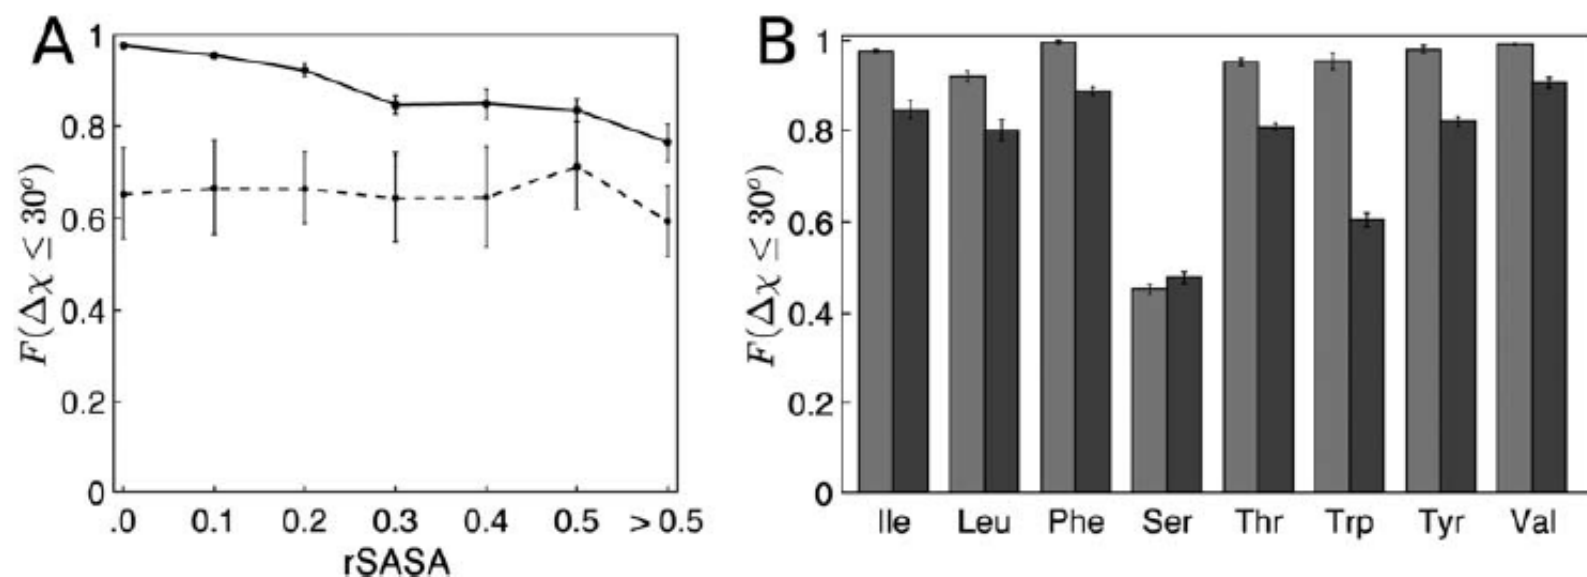 A
F(Δχ ≤ 30°)
1
0.8
0.6
0.4
0.2
0
.0 0.1 0.2 0.3 0.4 0.5 > 0.5
rSASA
B
F(Δχ ≤ 30°)
1
0.8
0.6
0.4
0.2
0
Ile Leu Phe Ser Thr Trp Tyr Val